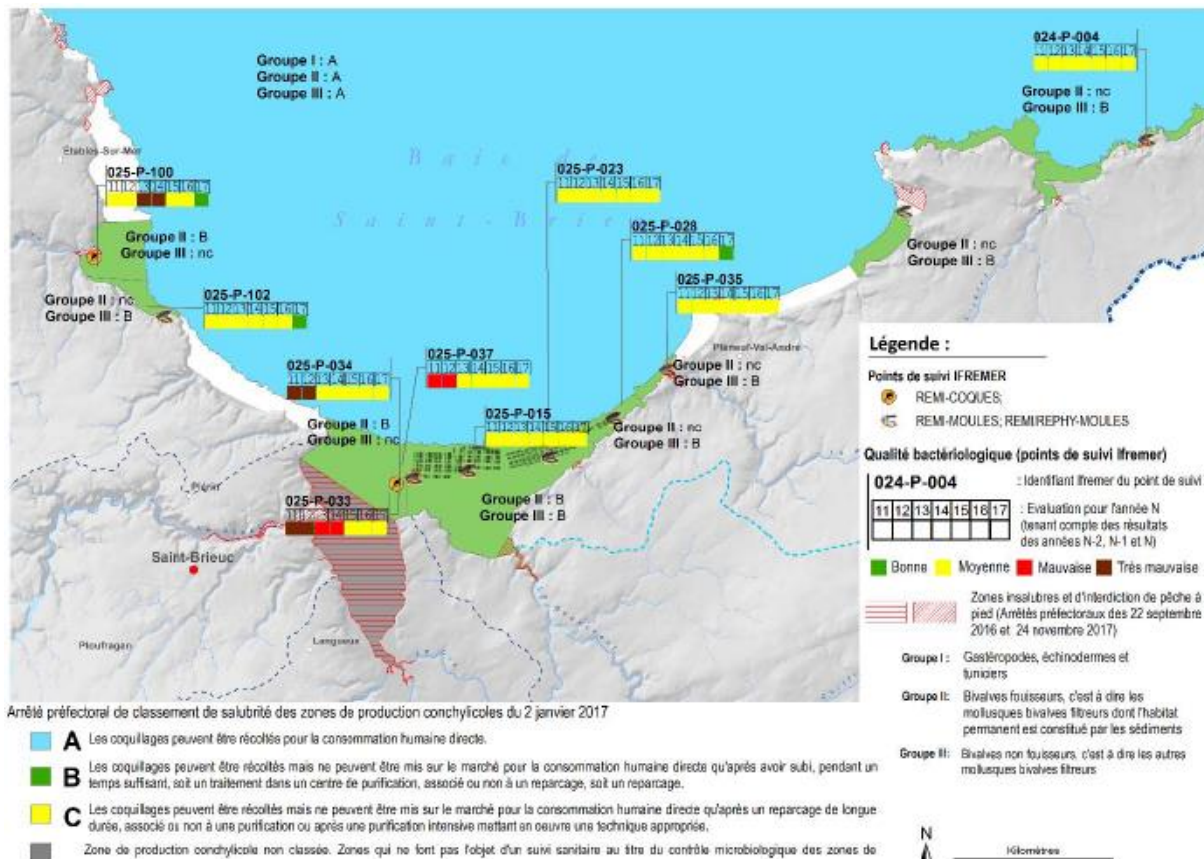 Groupe I : A
Groupe II : A
Groupe III : A
024-P-004
11 12 13 14 15 16 17
Groupe II : nc
Groupe III : B
Baie de
Saint-Brieuc
Étables-Sur-Mer
025-P-100
11 12 13 14 15 16 17
Groupe II : B
Groupe III : nc
025-P-023
11 12 13 14 15 16 17
025-P-028
11 12 13 14 15 16 17
Groupe II : nc
Groupe III : B
025-P-035
11 12 13 14 15 16 17
Groupe II : nc
Groupe III : B
025-P-102
11 12 13 14 15 16 17
Pléneuf-Val-André
025-P-034
11 12 13 14 15 16 17
025-P-037
11 12 13 14 15 16 17
Groupe II : nc
Groupe III : B
025-P-015
11 12 13 14 15 16 17
Groupe II : B
Groupe III : nc
Groupe II : nc
Groupe III : B
Plérin
025-P-033
Groupe II : B
Groupe III : B
Saint-Brieuc
Ploufragan
Langueux
Légende :
Points de suivi IFREMER
REMI-COQUES;
REMI-MOULES; REMIREPHY-MOULES
Qualité bactériologique (points de suivi Ifremer)
024-P-004 : Identifiant Ifremer du point de suivi
11 12 13 14 15 16 17 : Evaluation pour l'année N
(tenant compte des résultats
des années N-2, N-1 et N)
Bonne Moyenne Mauvaise Très mauvaise
Zones insalubres et d'interdiction de pêche à
pied (Arrêtés préfectoraux des 22 septembre
2016 et 24 novembre 2017)
Groupe I : Gastéropodes, échinodermes et
tuniciers
Groupe II: Bivalves fouisseurs, c'est à dire les
mollusques bivalves filtreurs dont l'habitat
permanent est constitué par les sédiments
Groupe III: Bivalves non fouisseurs, c'est à dire les autres
mollusques bivalves filtreurs
Arrêté préfectoral de classement de salubrité des zones de production conchylicoles du 2 janvier 2017
A Les coquillages peuvent être récoltés pour la consommation humaine directe.
B Les coquillages peuvent être récoltés mais ne peuvent être mis sur le marché pour la consommation humaine directe qu'après avoir subi, pendant un
temps suffisant, soit un traitement dans un centre de purification, associé ou non à un reparcage, soit un reparcage.
C Les coquillages peuvent être récoltés mais ne peuvent être mis sur le marché pour la consommation humaine directe qu'après un reparcage de longue
durée, associé ou non à une purification ou après une purification intensive mettant en oeuvre une technique appropriée.
Zone de production conchylicole non classée. Zones qui ne font pas l'objet d'un suivi sanitaire au titre du contrôle microbiologique des zones de
N
Kilomètres